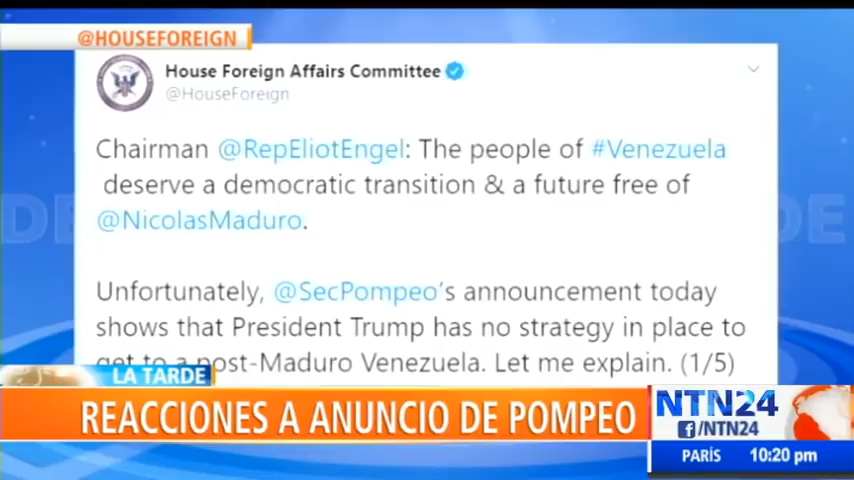 @HOUSEFOREIGN
House Foreign Affairs Committee
@HouseForeign
Chairman @RepEliotEngel: The people of #Venezuela
deserve a democratic transition & a future free of
@NicolasMaduro.
Unfortunately, @SecPompeo's announcement today
shows that President Trump has no strategy in place to
get to a post-Maduro Venezuela. Let me explain. (1/5)
LA TARDE
REACCIONES A ANUNCIO DE POMPEO
NTN24
f/NTN24
PARÍS 10:20 pm